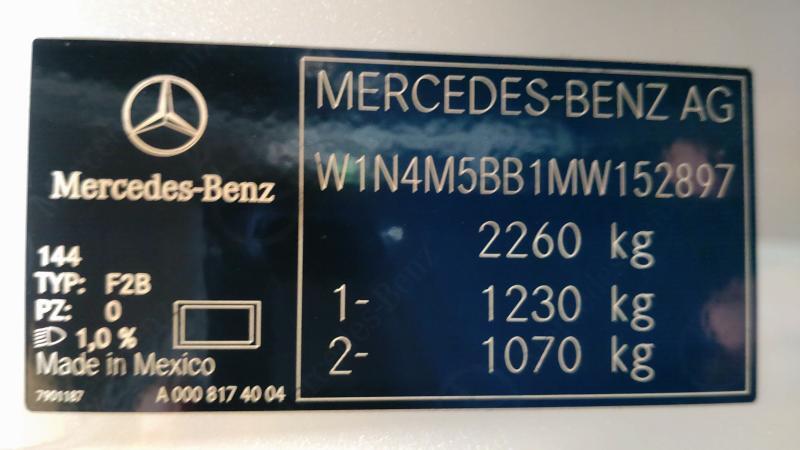 Mercedes-Benz
144
TYP: F2B
PZ: 0
1,0 %
Made in Mexico
7901187 A 000 817 40 04
MERCEDES-BENZ AG
W1N4M5BB1MW152897
2260 kg
1- 1230 kg
2- 1070 kg